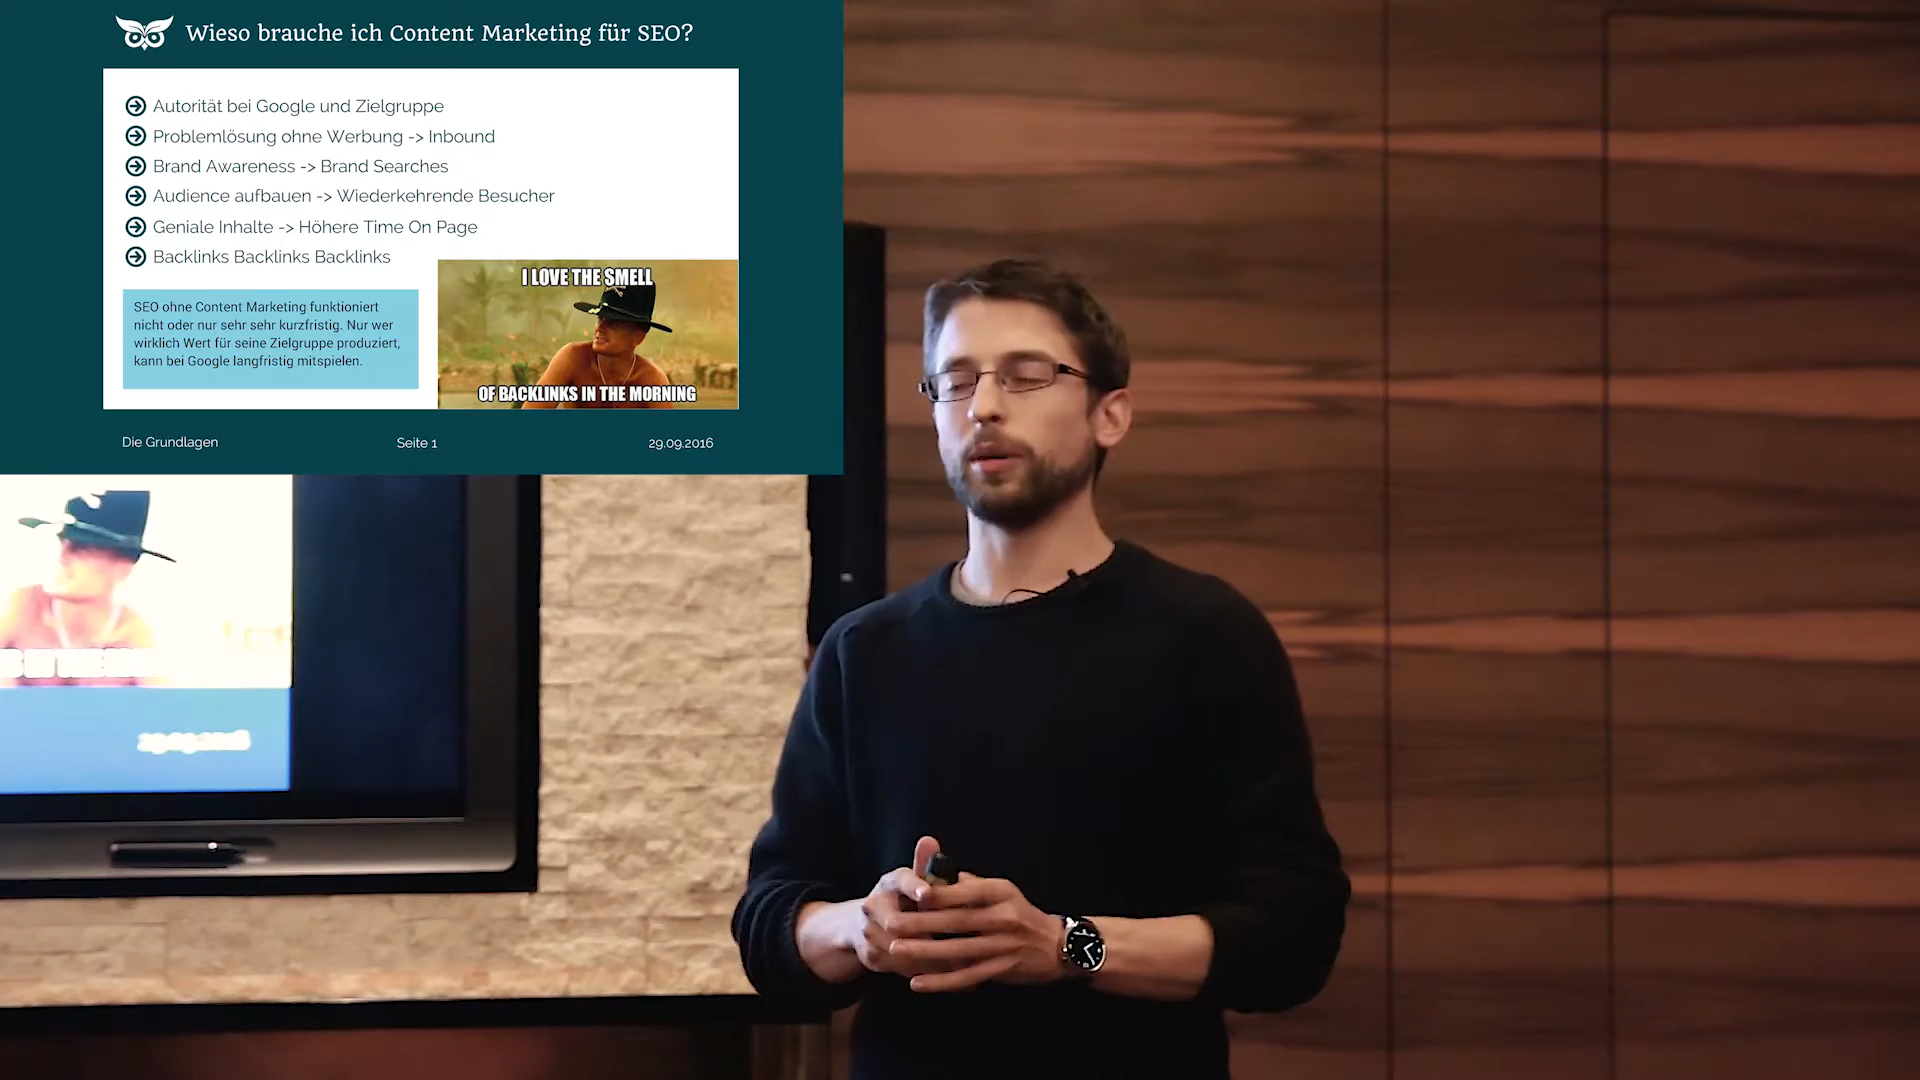 Wieso brauche ich Content Marketing für SEO?
Autorität bei Google und Zielgruppe
Problemlösung ohne Werbung -> Inbound
Brand Awareness -> Brand Searches
Audience aufbauen -> Wiederkehrende Besucher
Geniale Inhalte -> Höhere Time On Page
Backlinks Backlinks Backlinks
SEO ohne Content Marketing funktioniert
nicht oder nur sehr sehr kurzfristig. Nur wer
wirklich Wert für seine Zielgruppe produziert,
kann bei Google langfristig mitspielen.
I LOVE THE SMELL
OF BACKLINKS IN THE MORNING
Die Grundlagen
Seite 1
29.09.2016